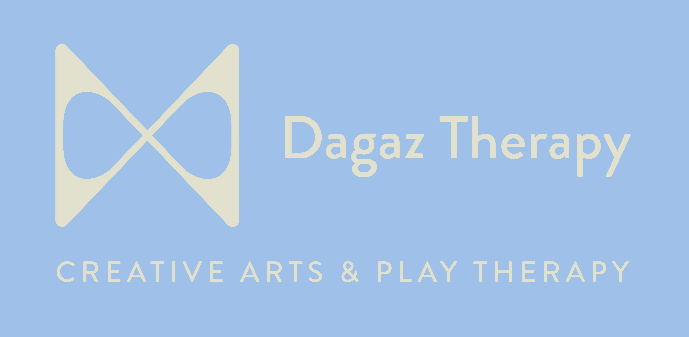 Dagaz Therapy
CREATIVE ARTS & PLAY THERAPY